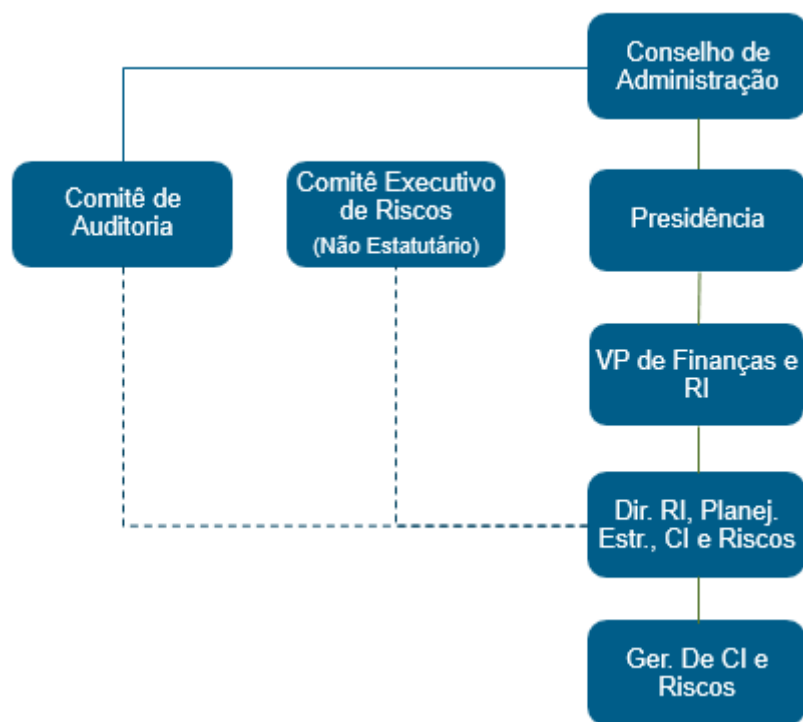 Conselho de
Administração
Comitê de
Auditoria
Comitê Executivo
de Riscos
(Não Estatutário)
Presidência
VP de Finanças e
RI
Dir. RI, Planej.
Estr., CI e Riscos
Ger. De CI e
Riscos